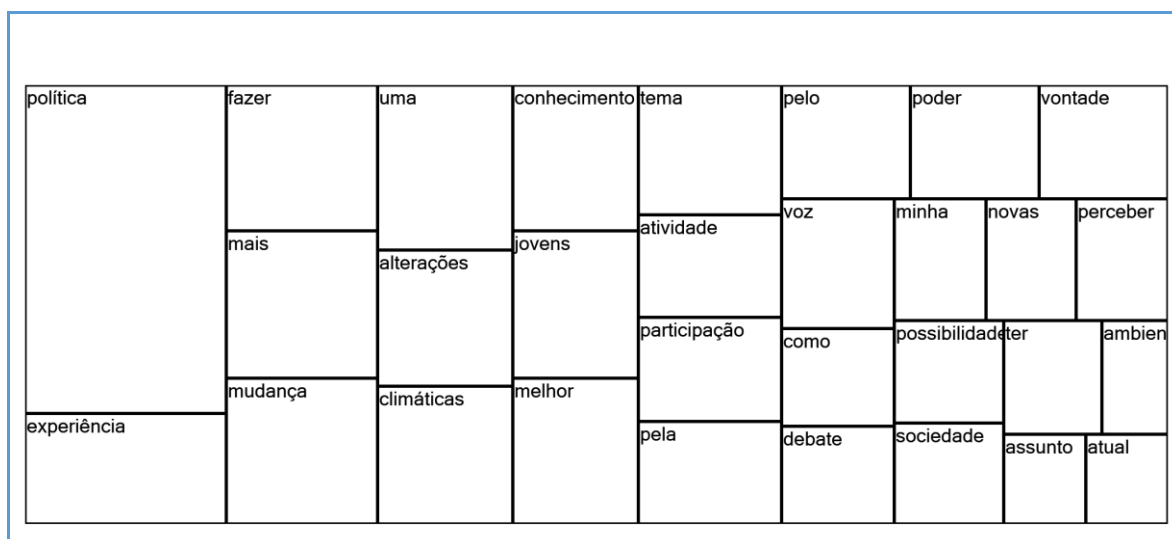 política
experiência
fazer
mais
mudança
uma
alterações
climáticas
conhecimento
jovens
melhor
tema
atividade
participação
pela
pelo
poder
vontade
voz
como
debate
minha
novas
perceber
possibilidade
sociedade
ter
ambien
assunto
atual